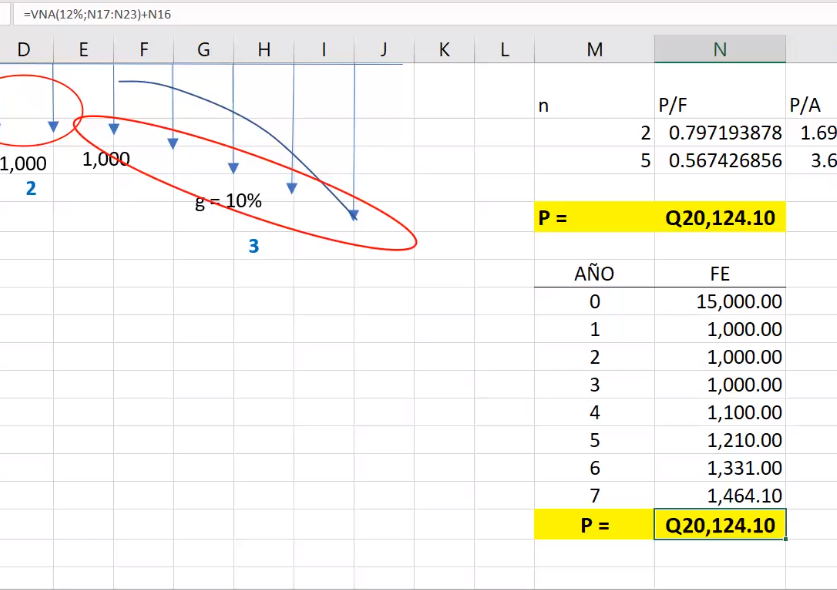 =VNA(12%;N17:N23)+N16
D E F G H I J K L M N
n P/F P/A
2 0.797193878 1.69
5 0.567426856 3.6
1,000 1,000
2
g = 10%
3
P = Q20,124.10
AÑO FE
0 15,000.00
1 1,000.00
2 1,000.00
3 1,000.00
4 1,100.00
5 1,210.00
6 1,331.00
7 1,464.10
P = Q20,124.10